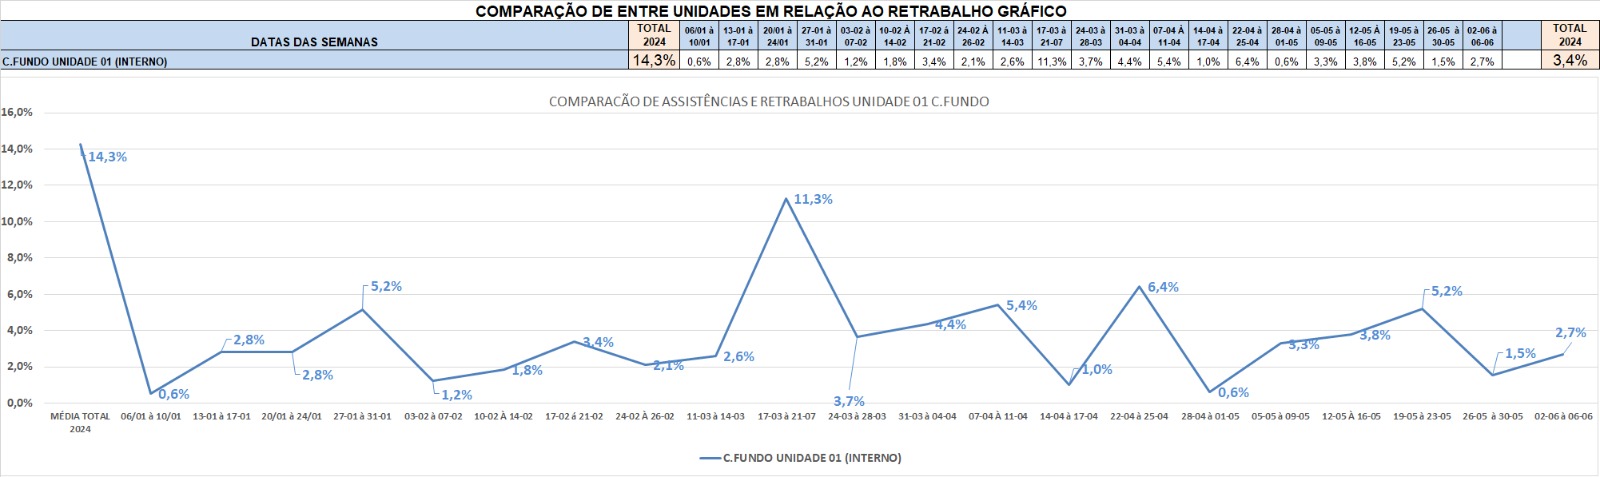 COMPARAÇÃO DE ENTRE UNIDADES EM RELAÇÃO AO RETRABALHO GRÁFICO
DATAS DAS SEMANAS TOTAL 2024 06/01 à 10/01 13-01 à 17-01 20/01 à 24/01 27-01 à 31-01 03-02 à 07-02 10-02 À 14-02 17-02 à 21-02 24-02 à 26-02 11-03 à 14-03 17-03 à 21-07 24-03 à 28-03 31-03 à 04-04 07-04 À 11-04 14-04 à 17-04 22-04 à 25-04 28-04 à 01-05 05-05 à 09-05 12-05 À 16-05 19-05 à 23-05 26-05 à 30-05 02-06 à 06-06 TOTAL 2024
C.FUNDO UNIDADE 01 (INTERNO) 14,3% 0,6% 2,8% 2,8% 5,2% 1,2% 1,8% 3,4% 2,1% 2,6% 11,3% 3,7% 4,4% 5,4% 1,0% 6,4% 0,6% 3,3% 3,8% 5,2% 1,5% 2,7% 3,4%
COMPARACÃO DE ASSISTÊNCIAS E RETRABALHOS UNIDADE 01 C.FUNDO
16,0%
14,0%
12,0%
10,0%
8,0%
6,0%
4,0%
2,0%
0,0%
14,3%
0,6%
2,8%
2,8%
5,2%
1,2%
1,8%
3,4%
2,1%
2,6%
11,3%
3,7%
4,4%
5,4%
1,0%
6,4%
0,6%
3,3%
3,8%
5,2%
1,5%
2,7%
MÉDIA TOTAL 2024
06/01 à 10/01
13-01 à 17-01
20/01 à 24/01
27-01 à 31-01
03-02 à 07-02
10-02 À 14-02
17-02 à 21-02
24-02 à 26-02
11-03 à 14-03
17-03 à 21-07
24-03 à 28-03
31-03 à 04-04
07-04 À 11-04
14-04 à 17-04
22-04 à 25-04
28-04 à 01-05
05-05 à 09-05
12-05 À 16-05
19-05 à 23-05
26-05 à 30-05
02-06 à 06-06
C.FUNDO UNIDADE 01 (INTERNO)